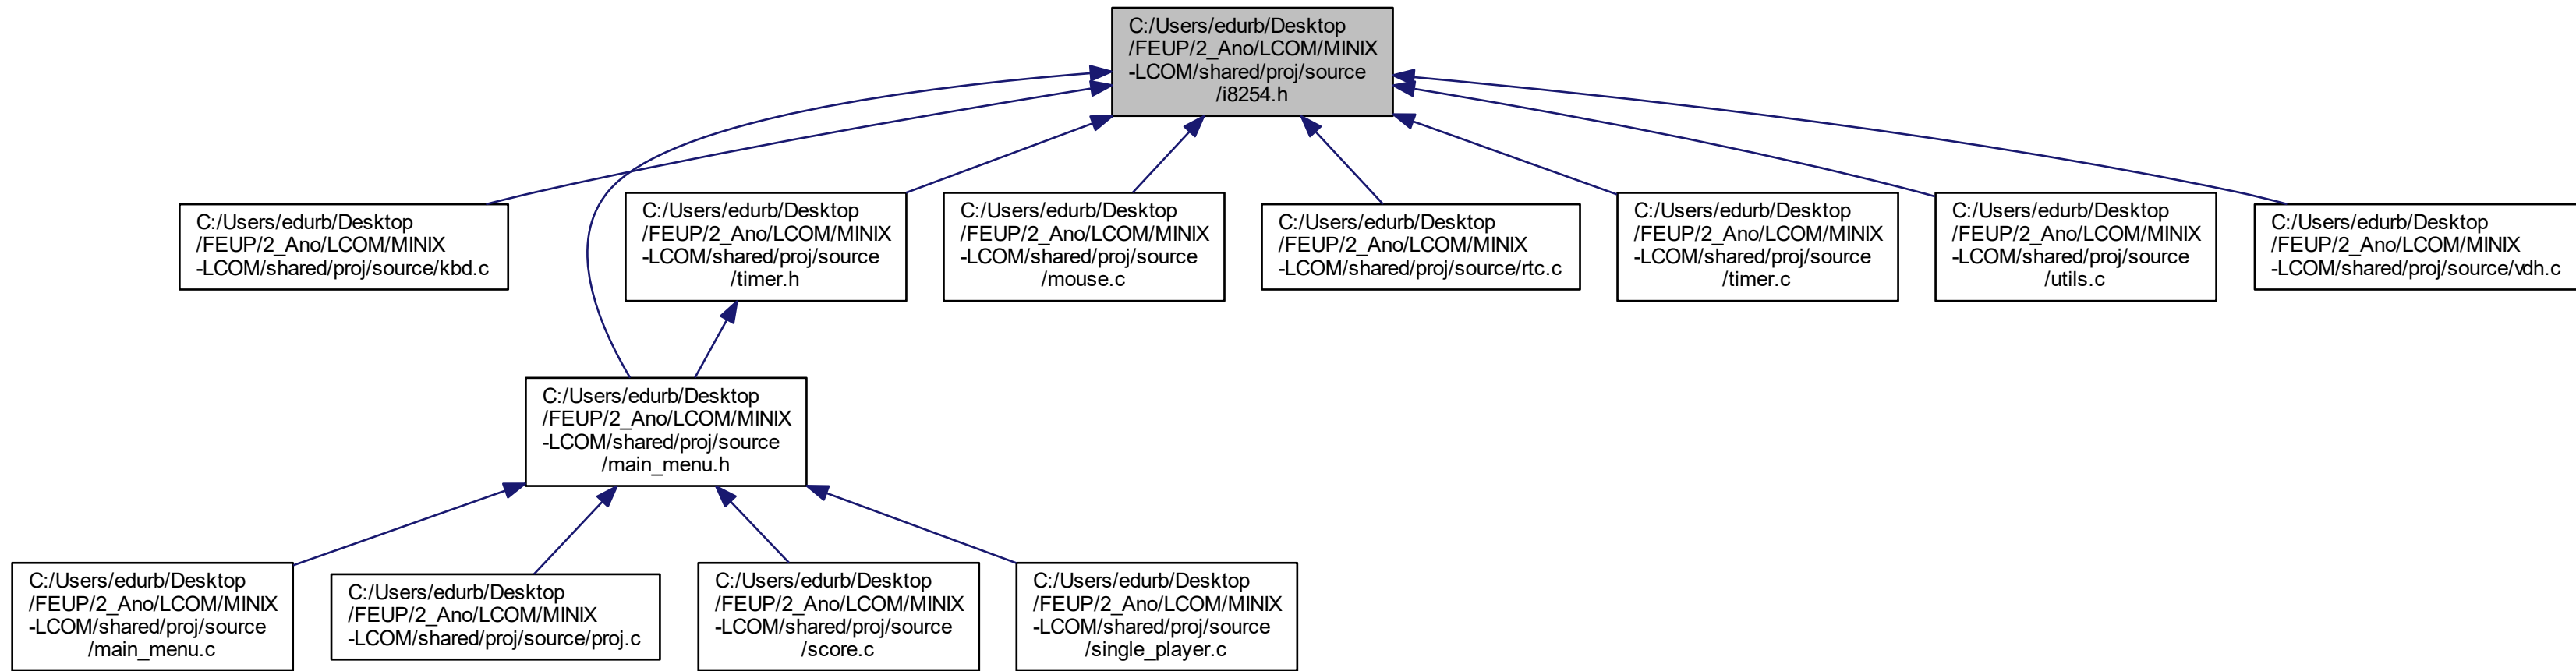 C:/Users/edurb/Desktop
/FEUP/2_Ano/LCOM/MINIX
-LCOM/shared/proj/source
/i8254.h
C:/Users/edurb/Desktop
/FEUP/2_Ano/LCOM/MINIX
-LCOM/shared/proj/source/kbd.c
C:/Users/edurb/Desktop
/FEUP/2_Ano/LCOM/MINIX
-LCOM/shared/proj/source
/timer.h
C:/Users/edurb/Desktop
/FEUP/2_Ano/LCOM/MINIX
-LCOM/shared/proj/source
/mouse.c
C:/Users/edurb/Desktop
/FEUP/2_Ano/LCOM/MINIX
-LCOM/shared/proj/source/rtc.c
C:/Users/edurb/Desktop
/FEUP/2_Ano/LCOM/MINIX
-LCOM/shared/proj/source
/timer.c
C:/Users/edurb/Desktop
/FEUP/2_Ano/LCOM/MINIX
-LCOM/shared/proj/source
/utils.c
C:/Users/edurb/Desktop
/FEUP/2_Ano/LCOM/MINIX
-LCOM/shared/proj/source/vdh.c
C:/Users/edurb/Desktop
/FEUP/2_Ano/LCOM/MINIX
-LCOM/shared/proj/source
/main_menu.h
C:/Users/edurb/Desktop
/FEUP/2_Ano/LCOM/MINIX
-LCOM/shared/proj/source
/main_menu.c
C:/Users/edurb/Desktop
/FEUP/2_Ano/LCOM/MINIX
-LCOM/shared/proj/source/proj.c
C:/Users/edurb/Desktop
/FEUP/2_Ano/LCOM/MINIX
-LCOM/shared/proj/source
/score.c
C:/Users/edurb/Desktop
/FEUP/2_Ano/LCOM/MINIX
-LCOM/shared/proj/source
/single_player.c